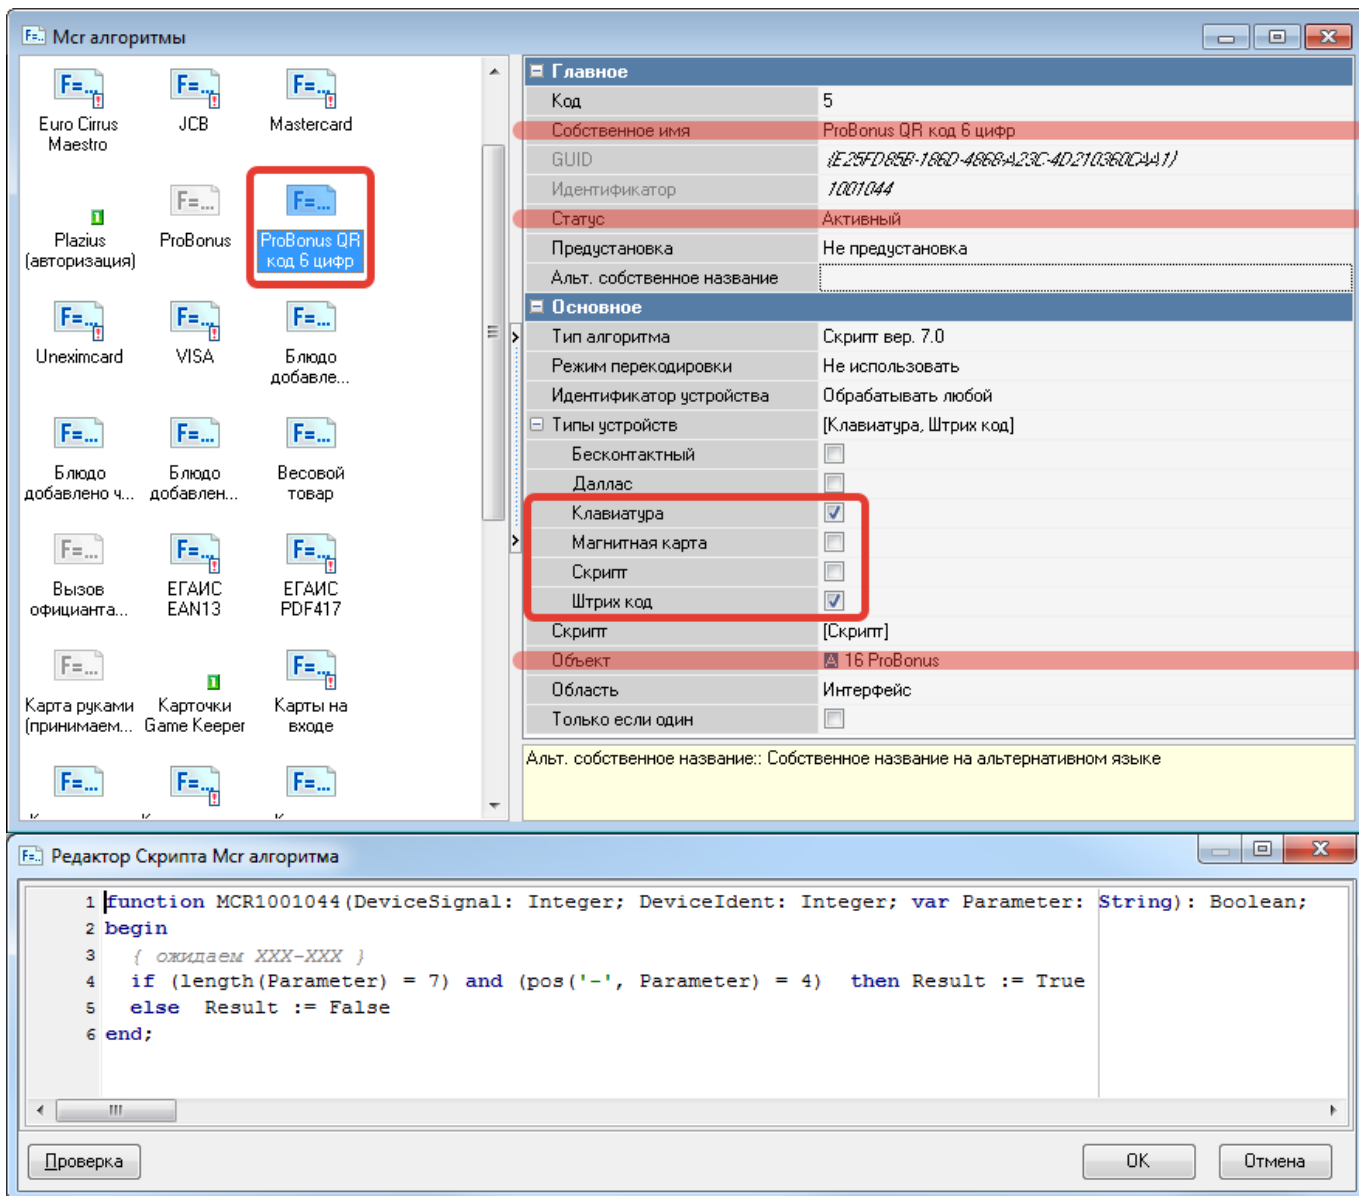 Mcr алгоритмы
Euro Cirrus Maestro
JCB
Mastercard
Plazius (авторизация)
ProBonus
ProBonus QR код 6 цифр
Uneximcard
VISA
Блюдо добавле...
Блюдо добавлено ч...
Блюдо добавлен...
Весовой товар
Вызов официанта...
ЕГАИС EAN13
ЕГАИС PDF417
Карта руками (принимаем...
Карточки Game Keeper
Карты на входе
Главное
Код 5
Собственное имя ProBonus QR код 6 цифр
GUID {E25FD85B-186D-4868-A23C-4D210360CAA1}
Идентификатор 1001044
Статус Активный
Предустановка Не предустановка
Альт. собственное название
Основное
Тип алгоритма Скрипт вер. 7.0
Режим перекодировки Не использовать
Идентификатор устройства Обрабатывать любой
Типы устройств [Клавиатура, Штрих код]
Бесконтактный
Даллас
Клавиатура
Магнитная карта
Скрипт
Штрих код
Скрипт [Скрипт]
Объект 16 ProBonus
Область Интерфейс
Только если один
Альт. собственное название:: Собственное название на альтернативном языке
Редактор Скрипта Mcr алгоритма
1 function MCR1001044(DeviceSignal: Integer; DeviceIdent: Integer; var Parameter: String): Boolean;
2 begin
3 { ожидаем XXX-XXX }
4 if (length(Parameter) = 7) and (pos('-', Parameter) = 4) then Result := True
5 else Result := False
6 end;
Проверка
OK
Отмена